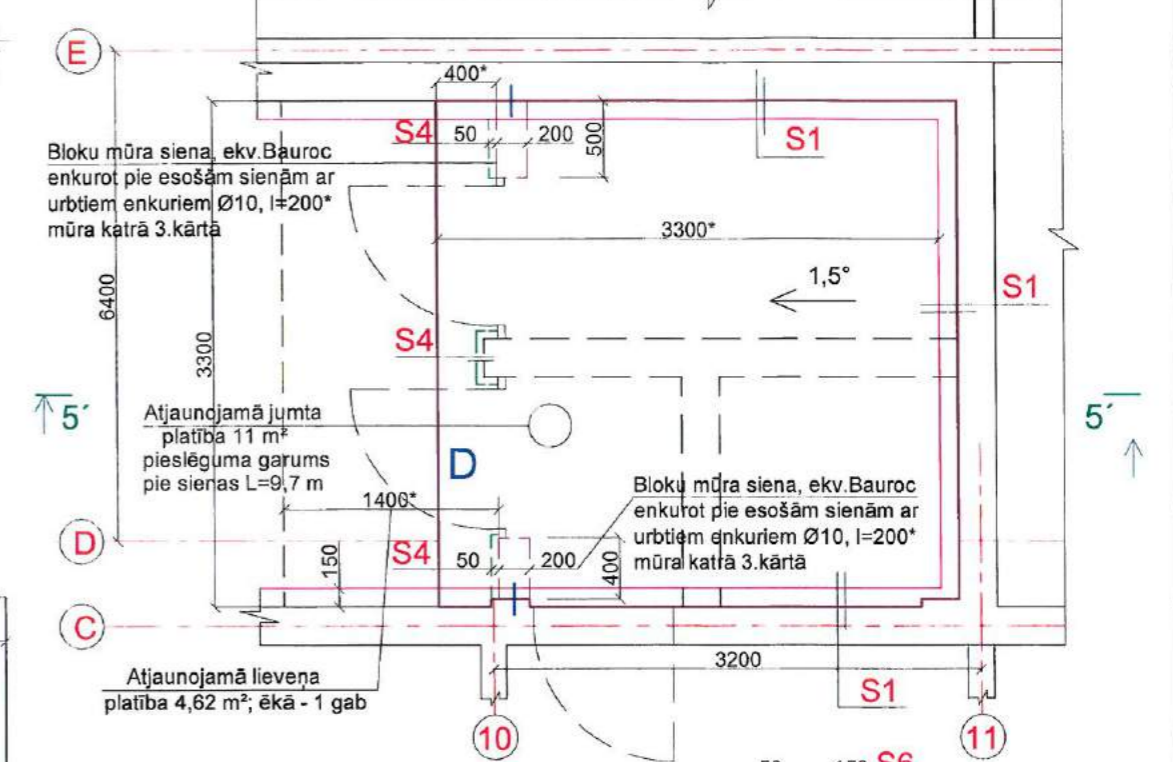 E
400*
S4
50
200
500
S1
Bloku mūra siena, ekv.Bauroc
enkurot pie esošām sienām ar
urbtiem enkuriem Ø10, l=200*
mūra katrā 3.kārtā
3300*
6400
1,5°
S1
3300
S4
5´
5´
Atjaunojamā jumta
platība 11 m²
pieslēguma garums
pie sienas L=9,7 m
D
1400*
Bloku mūra siena, ekv.Bauroc
enkurot pie esošām sienām ar
urbtiem enkuriem Ø10, l=200*
mūra katrā 3.kārtā
D
S4
50
200
400
150
C
3200
Atjaunojamā lieveņa
platība 4,62 m²; ēkā - 1 gab
S1
10
11
S6